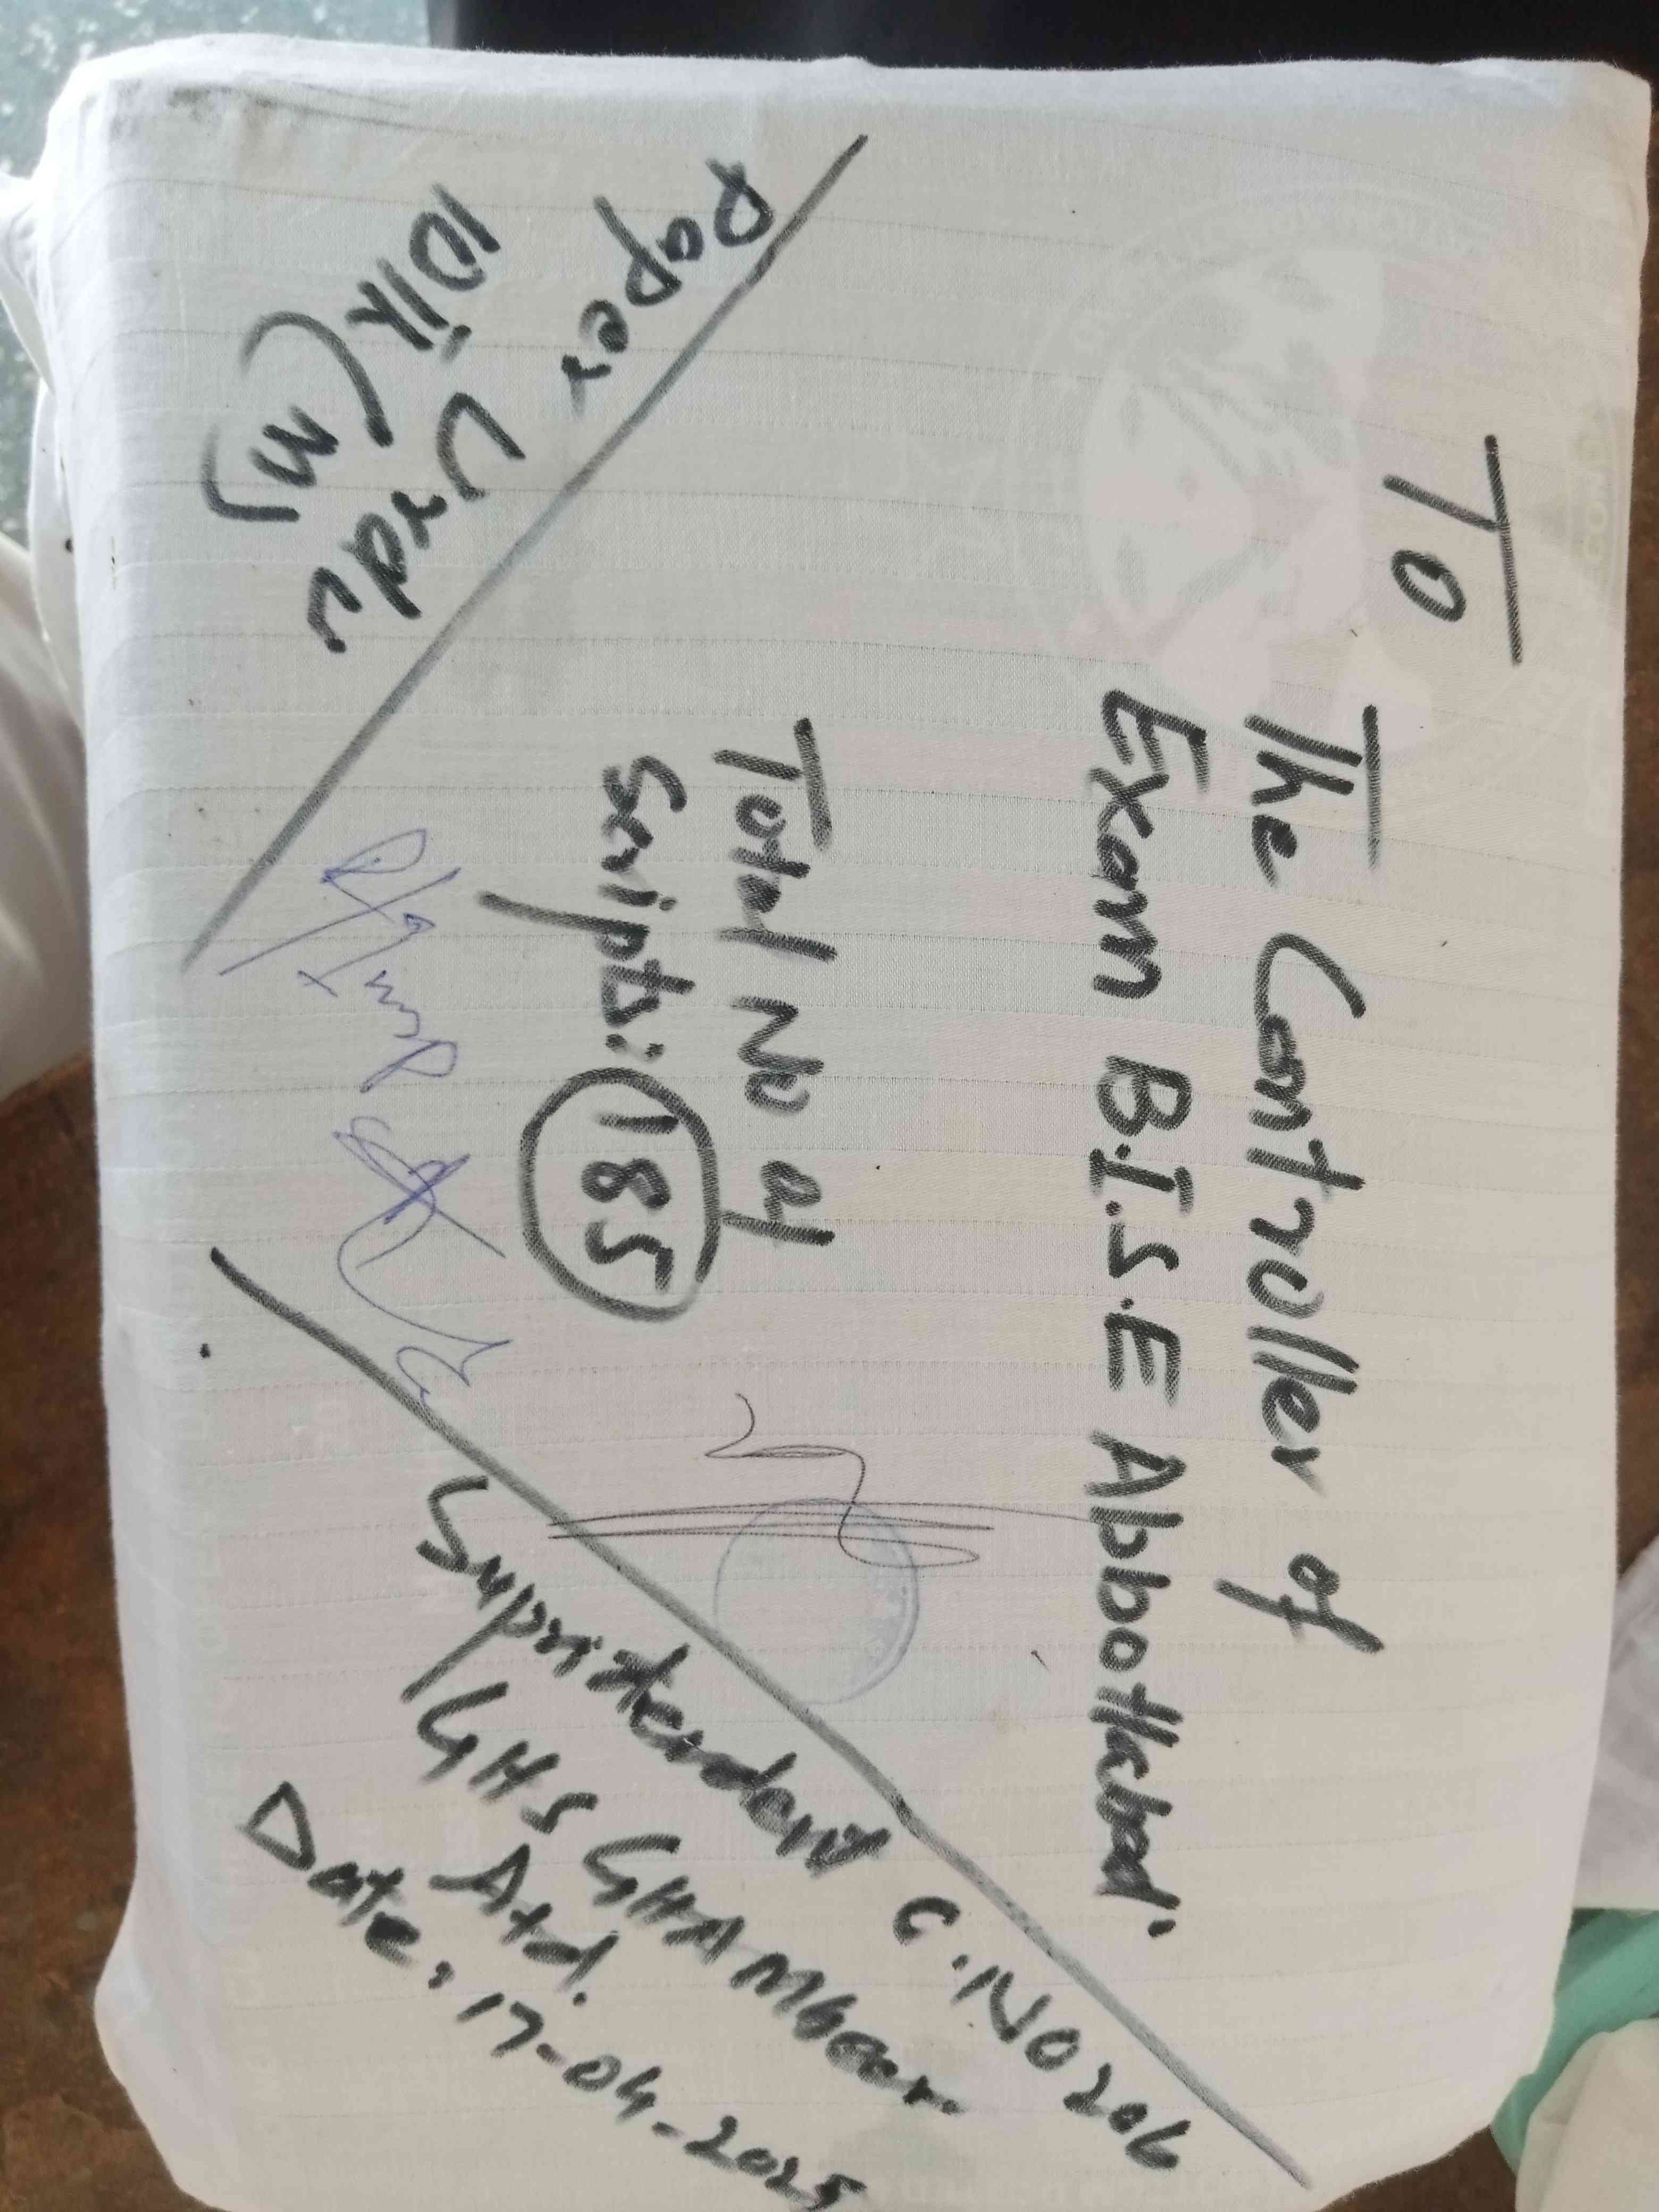 To
The Controller of
Exam B.I.S.E Abbottabad.
Total No of
Scripts: 185
Paper Urdu
10th (M)
Supritendent C.No 206
GHS GHAMbeer
Atd.
Date, 17-04-2025